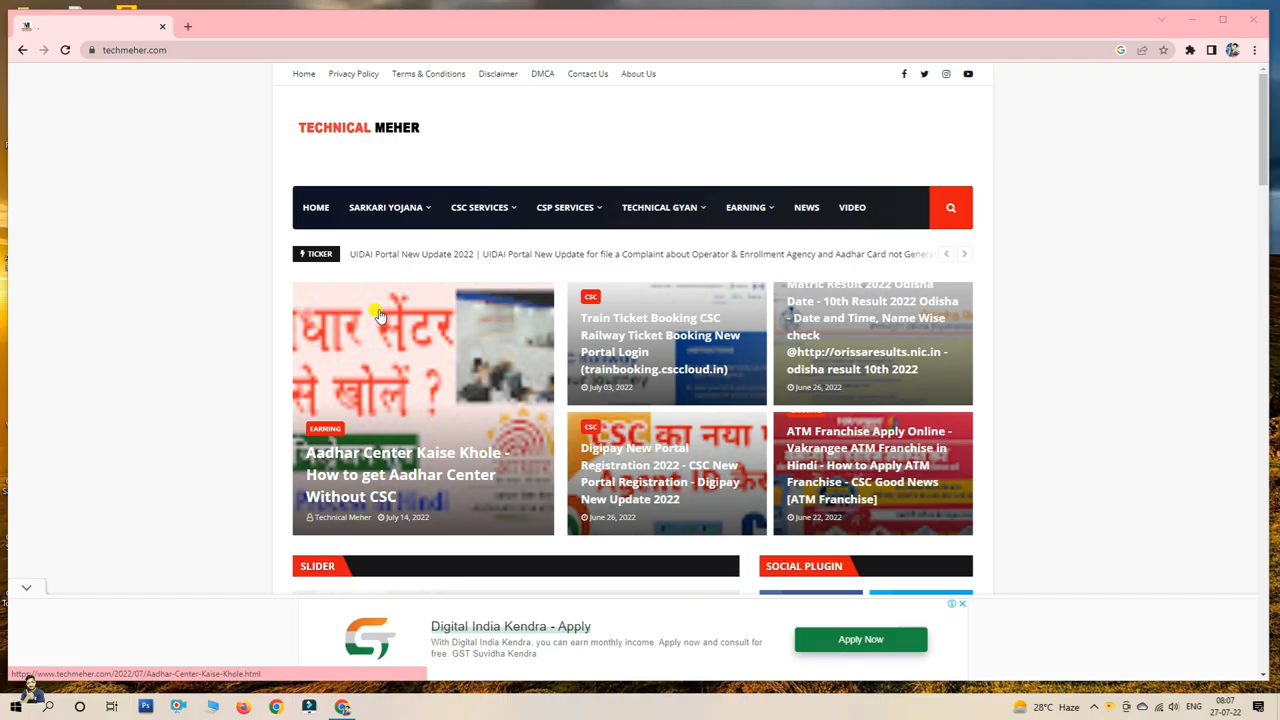 techmeher.com
Home Privacy Policy Terms & Conditions Disclaimer DMCA Contact Us About Us
TECHNICAL MEHER
HOME SARKARI YOJANA CSC SERVICES CSP SERVICES TECHNICAL GYAN EARNING NEWS VIDEO
TICKER UIDAI Portal New Update 2022 | UIDAI Portal New Update for file a Complaint about Operator & Enrollment Agency and Aadhar Card not Genera
धार सेंटर
से खोलें ?
EARNING
Aadhar Center Kaise Khole -
How to get Aadhar Center
Without CSC
Technical Meher July 14, 2022
CSC
Train Ticket Booking CSC
Railway Ticket Booking New
Portal Login
(trainbooking.csccloud.in)
July 03, 2022
Matric Result 2022 Odisha
Date - 10th Result 2022 Odisha
- Date and Time, Name Wise
check
@http://orissaresults.nic.in -
odisha result 10th 2022
June 26, 2022
CSC
CSC का नया
Digipay New Portal
Registration 2022 - CSC New
Portal Registration - Digipay
New Update 2022
June 26, 2022
ATM Franchise Apply Online -
Vakrangee ATM Franchise in
Hindi - How to Apply ATM
Franchise - CSC Good News
[ATM Franchise]
June 22, 2022
SLIDER
SOCIAL PLUGIN
Digital India Kendra - Apply
With Digital India Kendra, you can earn monthly income. Apply now and consult for
free. GST Suvidha Kendra
Apply Now
https://www.techmeher.com/2022/07/Aadhar-Center-Kaise-Khole.html
28°C Haze
ENG
08:07
27-07-22